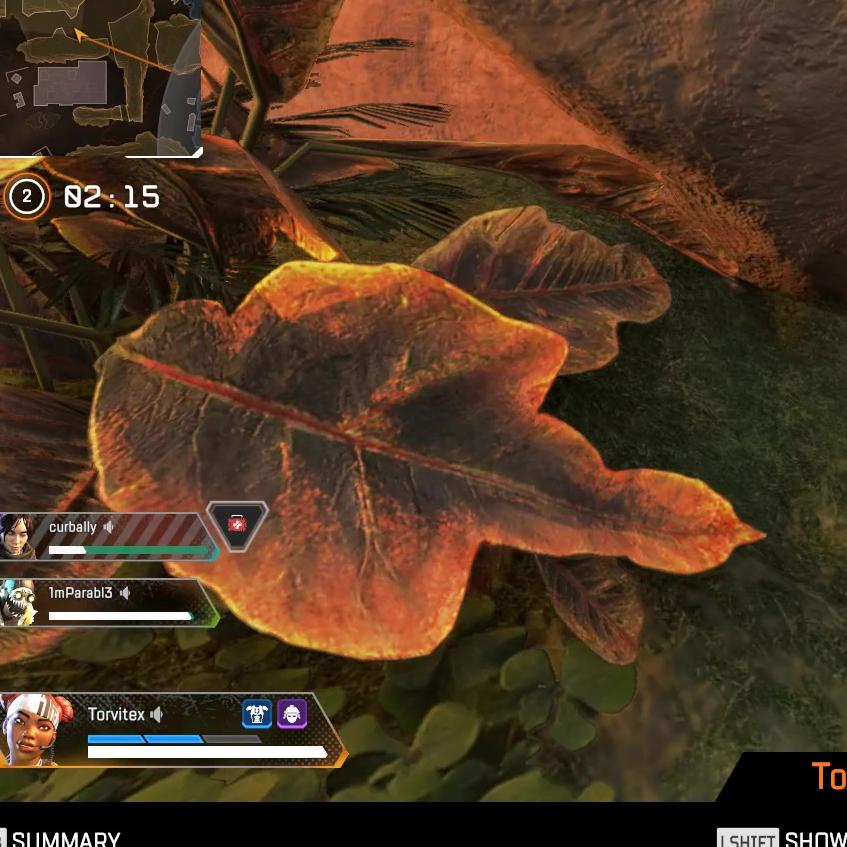 2 02:15
curbally
1mParabl3
Torvitex
To
SUMMARY
LSHIFT SHOW